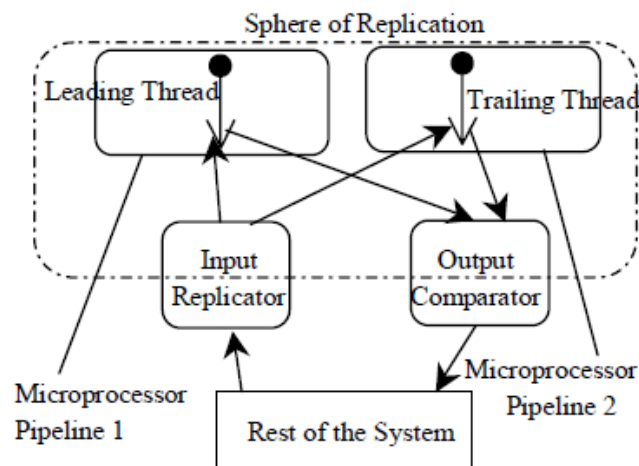 Sphere of Replication
Leading Thread
Trailing Thread
Input
Replicator
Output
Comparator
Microprocessor
Pipeline 1
Microprocessor
Pipeline 2
Rest of the System